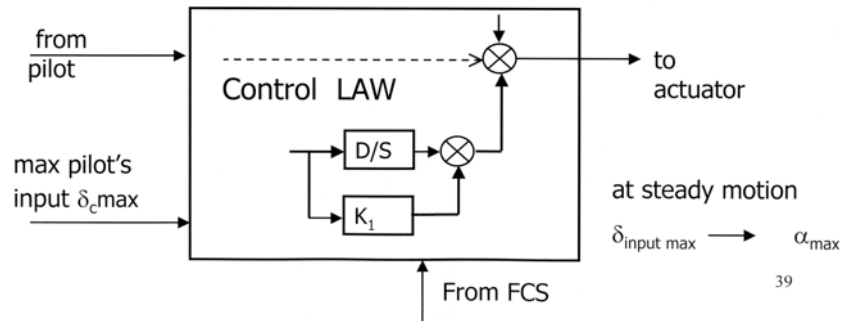 from
pilot
Control LAW
to
actuator
D/S
K₁
max pilot's
input δcmax
at steady motion
δinput max
αmax
39
From FCS